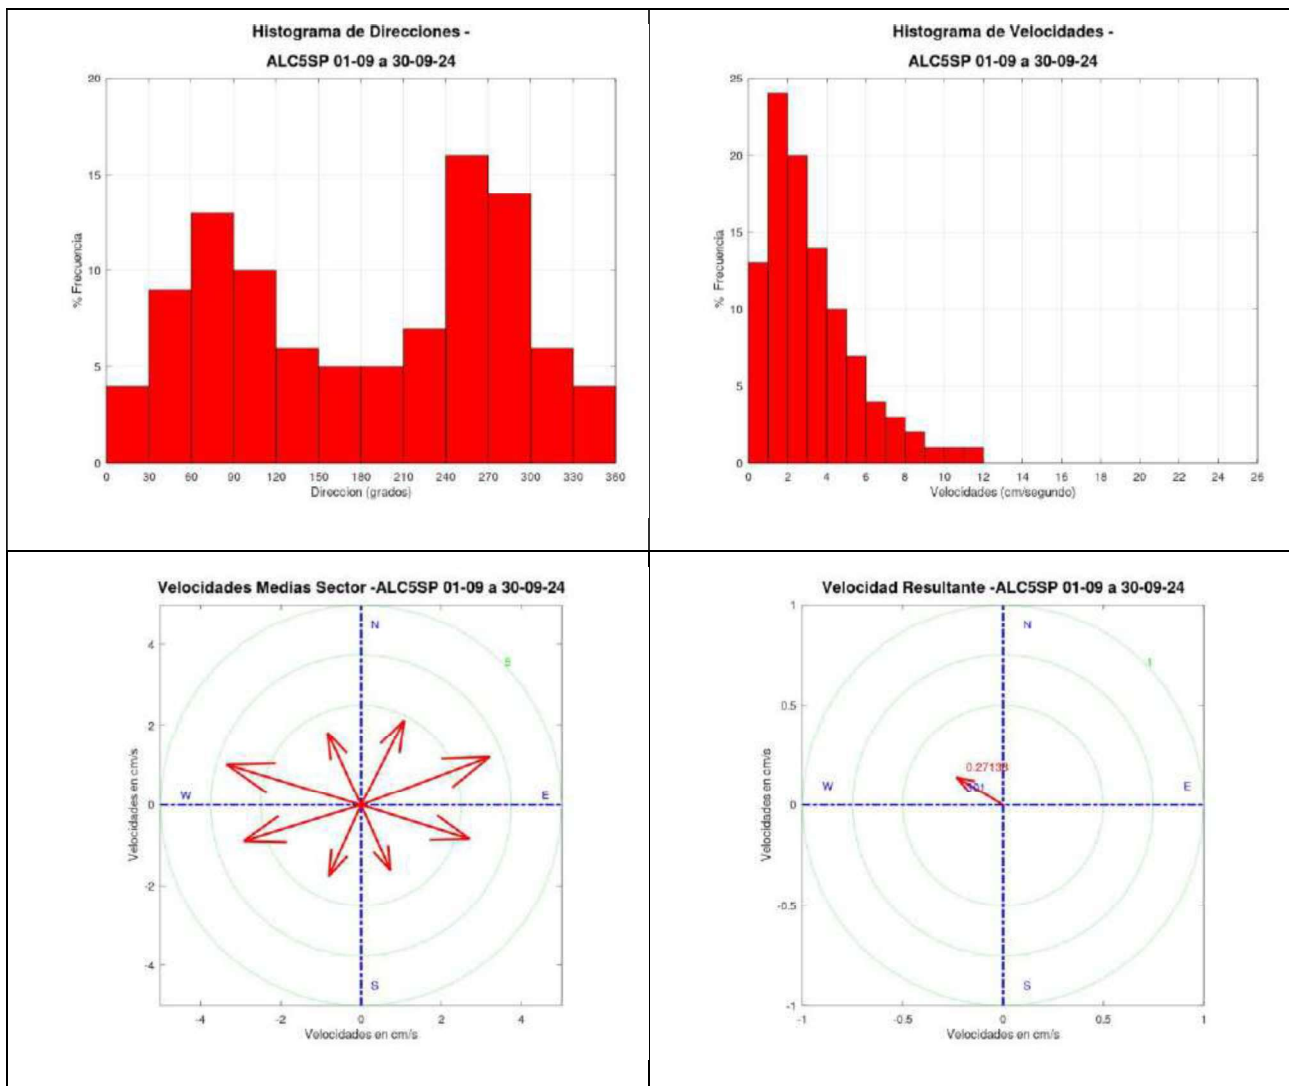 Histograma de Direcciones -
ALC5SP 01-09 a 30-09-24
20
15
10
5
0
% Frecuencia
0 30 60 90 120 150 180 210 240 270 300 330 360
Direccion (grados)
Histograma de Velocidades -
ALC5SP 01-09 a 30-09-24
25
20
15
10
5
0
% Frecuencia
0 2 4 6 8 10 12 14 16 18 20 22 24 26
Velocidades (cm/segundo)
Velocidades Medias Sector -ALC5SP 01-09 a 30-09-24
N
4
2
Velocidades en cm/s
W
E
0
-2
-4
S
-4 -2 0 2 4
Velocidades en cm/s
Velocidad Resultante -ALC5SP 01-09 a 30-09-24
1
N
1
0.5
Velocidades en cm/s
W
E
0
-0.5
S
-1
-1 -0.5 0 0.5 1
Velocidades en cm/s